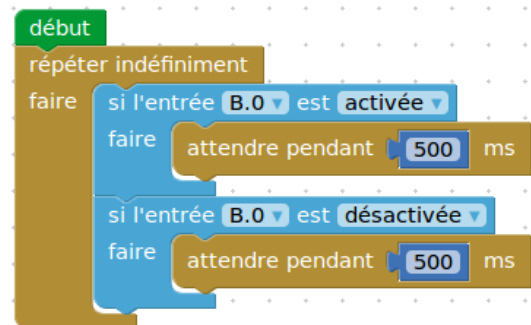 début
répéter indéfiniment
faire si l'entrée B.0 est activée
faire attendre pendant 500 ms
si l'entrée B.0 est désactivée
faire attendre pendant 500 ms